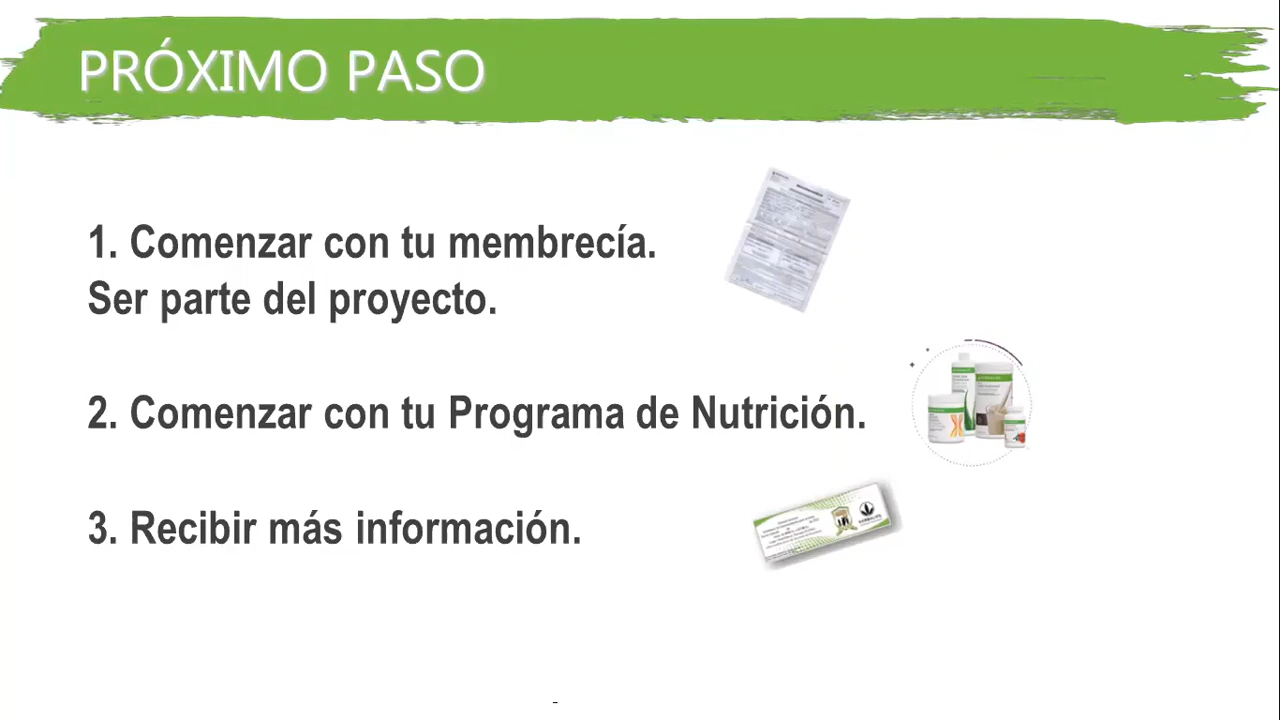 PRÓXIMO PASO
1. Comenzar con tu membrecía.
Ser parte del proyecto.
2. Comenzar con tu Programa de Nutrición.
3. Recibir más información.